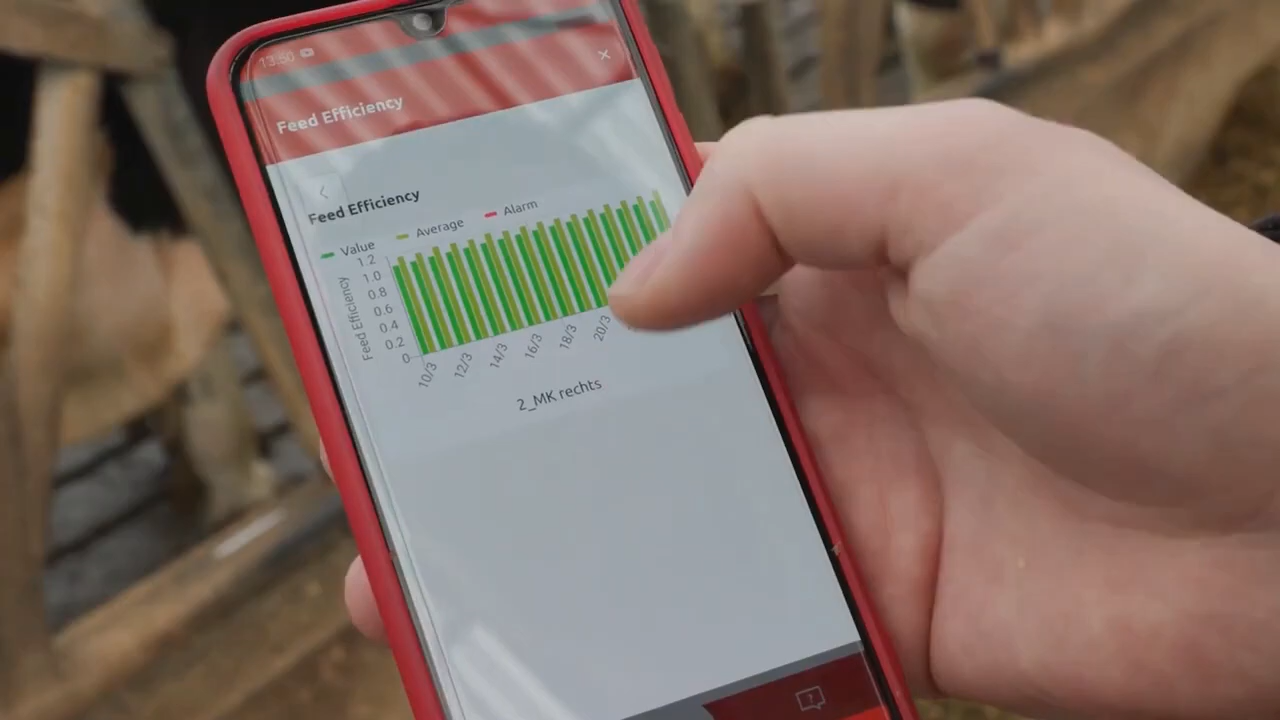 13:50
Feed Efficiency
Feed Efficiency
Value
Average
Alarm
Feed Efficiency
1.2
1.0
0.8
0.6
0.4
0.2
0
10/3
12/3
14/3
16/3
18/3
20/3
2_MK rechts
?